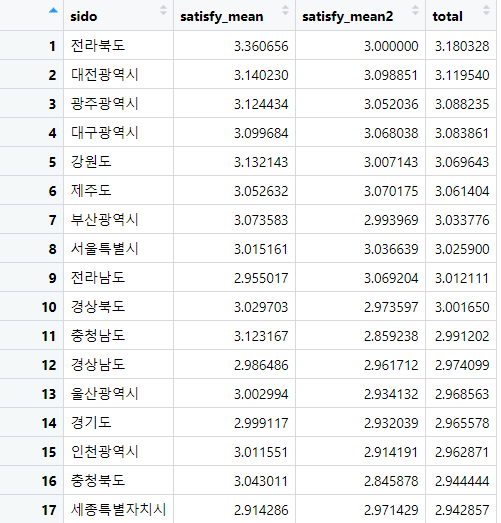 sido satisfy_mean satisfy_mean2 total
1 전라북도 3.360656 3.000000 3.180328
2 대전광역시 3.140230 3.098851 3.119540
3 광주광역시 3.124434 3.052036 3.088235
4 대구광역시 3.099684 3.068038 3.083861
5 강원도 3.132143 3.007143 3.069643
6 제주도 3.052632 3.070175 3.061404
7 부산광역시 3.073583 2.993969 3.033776
8 서울특별시 3.015161 3.036639 3.025900
9 전라남도 2.955017 3.069204 3.012111
10 경상북도 3.029703 2.973597 3.001650
11 충청남도 3.123167 2.859238 2.991202
12 경상남도 2.986486 2.961712 2.974099
13 울산광역시 3.002994 2.934132 2.968563
14 경기도 2.999117 2.932039 2.965578
15 인천광역시 3.011551 2.914191 2.962871
16 충청북도 3.043011 2.845878 2.944444
17 세종특별자치시 2.914286 2.971429 2.942857